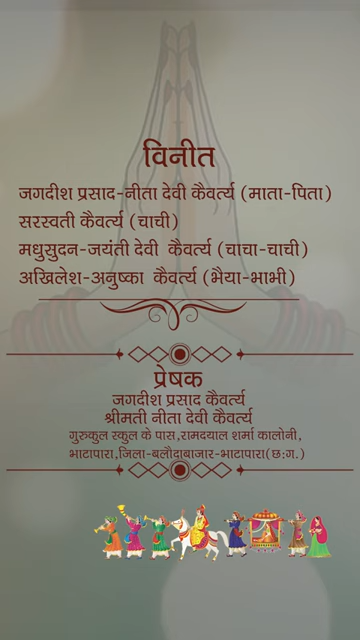 विनीत
जगदीश प्रसाद-नीता देवी कैवर्त्य (माता-पिता)
सरस्वती कैवर्त्य (चाची)
मधुसुदन-जयंती देवी कैवर्त्य (चाचा-चाची)
अखिलेश-अनुष्का कैवर्त्य (भैया-भाभी)
प्रेषक
जगदीश प्रसाद कैवर्त्य
श्रीमती नीता देवी कैवर्त्य
गुरुकुल स्कुल के पास,रामदयाल शर्मा कालोनी,
भाटापारा,जिला-बलौदाबाजार-भाटापारा(छ:ग.)